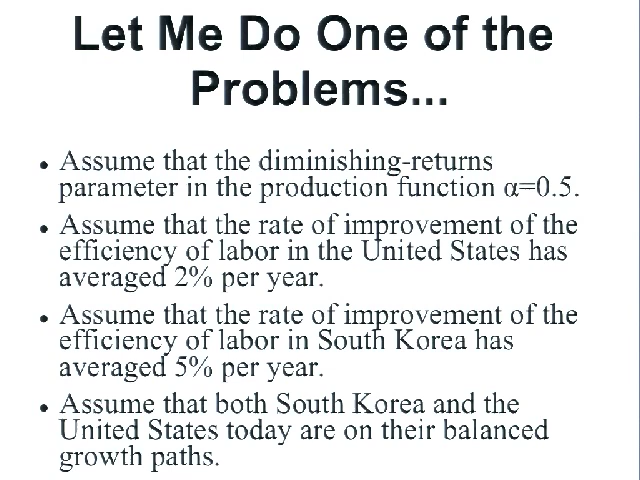 Let Me Do One of the
Problems...
• Assume that the diminishing-returns
parameter in the production function α=0.5.
• Assume that the rate of improvement of the
efficiency of labor in the United States has
averaged 2% per year.
• Assume that the rate of improvement of the
efficiency of labor in South Korea has
averaged 5% per year.
• Assume that both South Korea and the
United States today are on their balanced
growth paths.